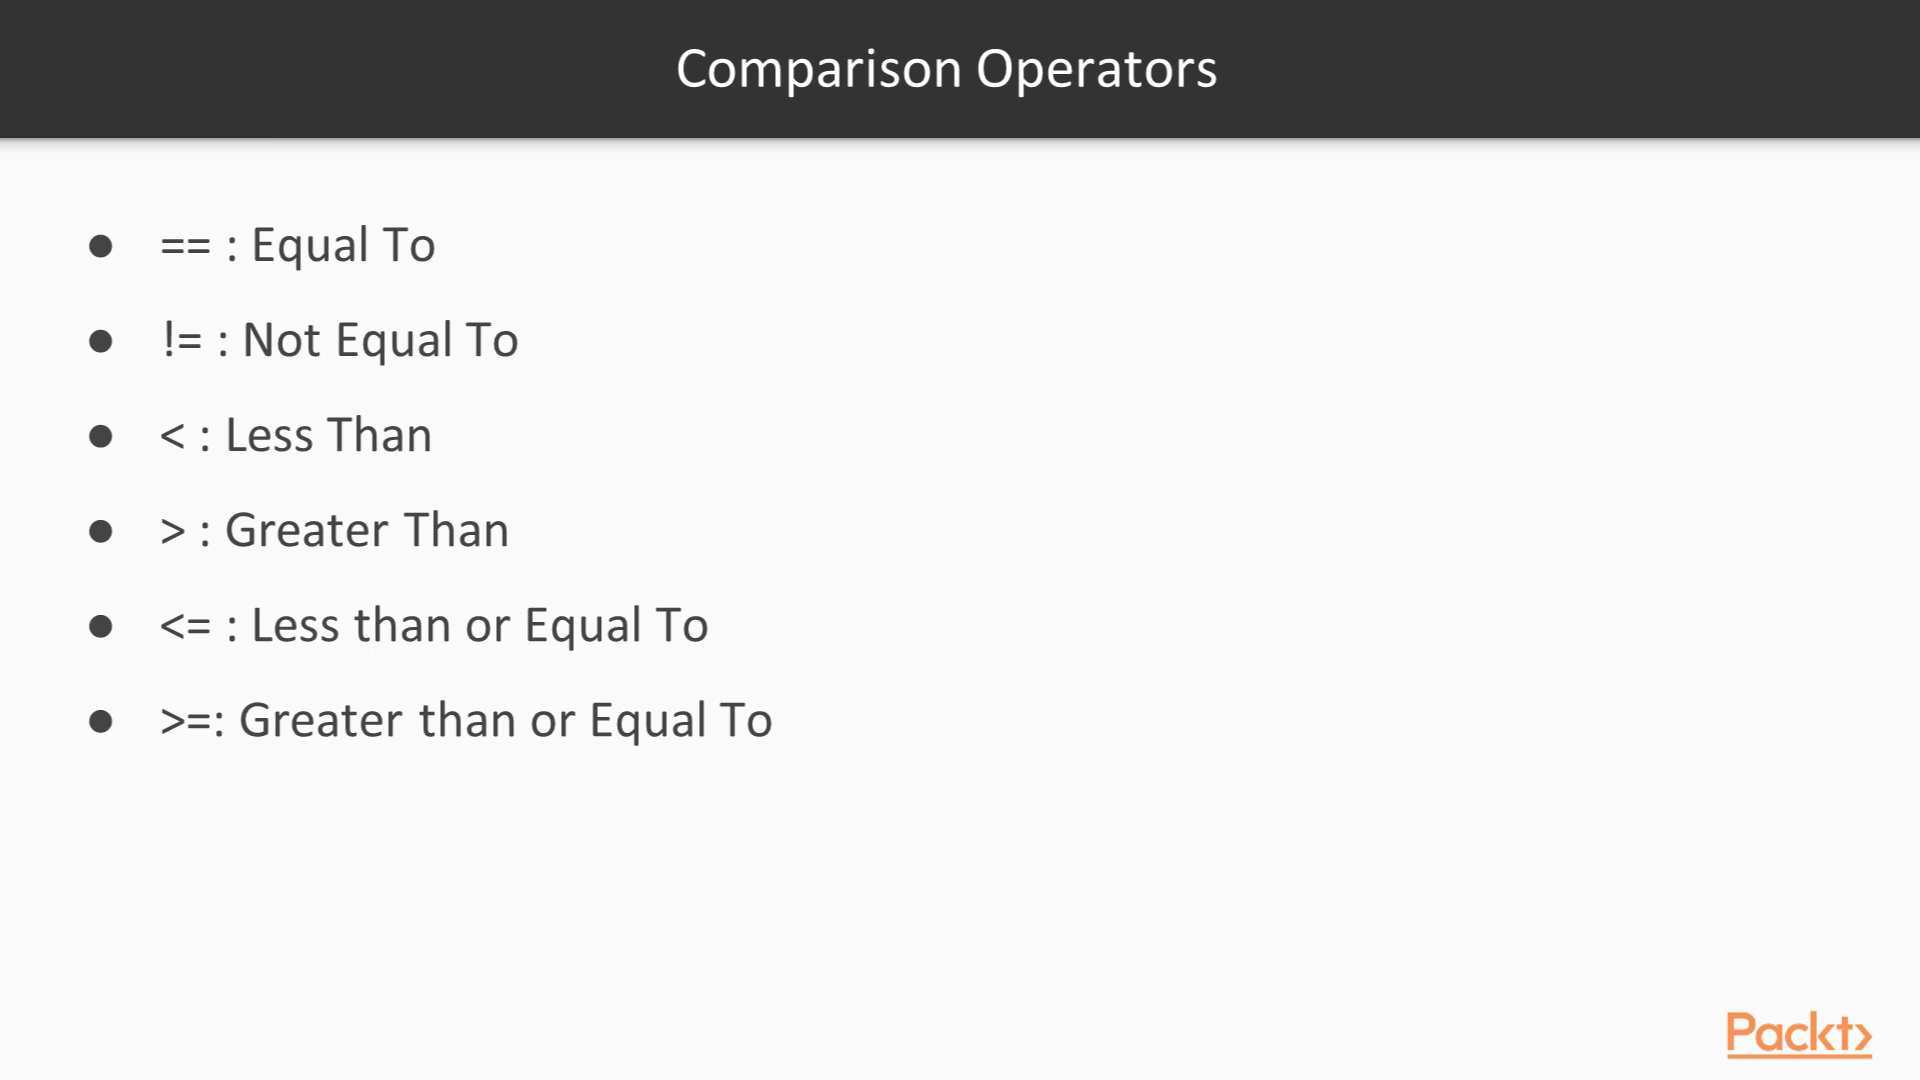 Comparison Operators
● == : Equal To
● != : Not Equal To
● < : Less Than
● > : Greater Than
● <= : Less than or Equal To
● >=: Greater than or Equal To
Packt>